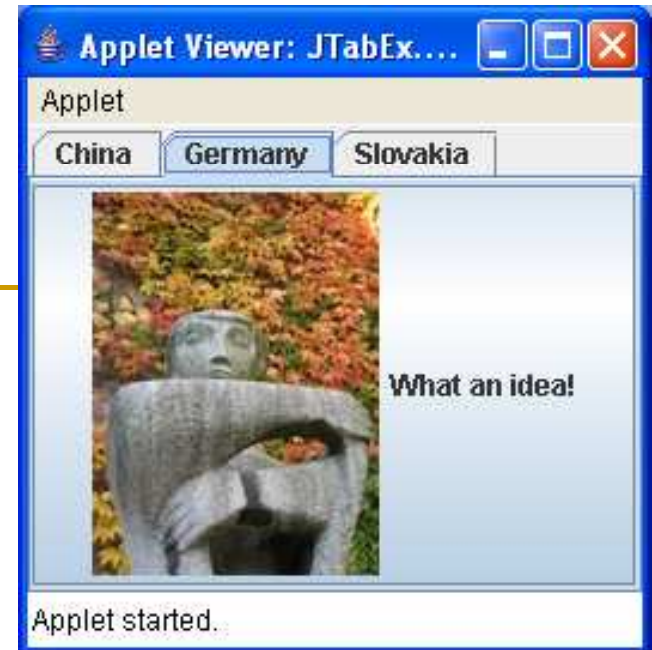 Applet Viewer: JTabEx....
Applet
China Germany Slovakia
What an idea!
Applet started.